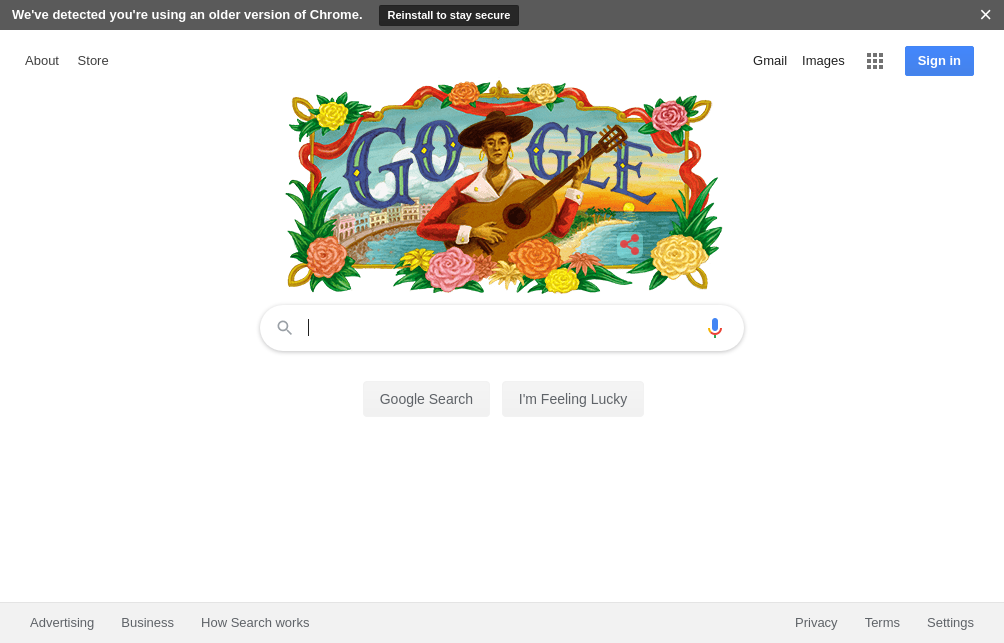 We've detected you're using an older version of Chrome. Reinstall to stay secure
About Store Gmail Images Sign in
GOOGLE
Google Search I'm Feeling Lucky
Advertising Business How Search works Privacy Terms Settings